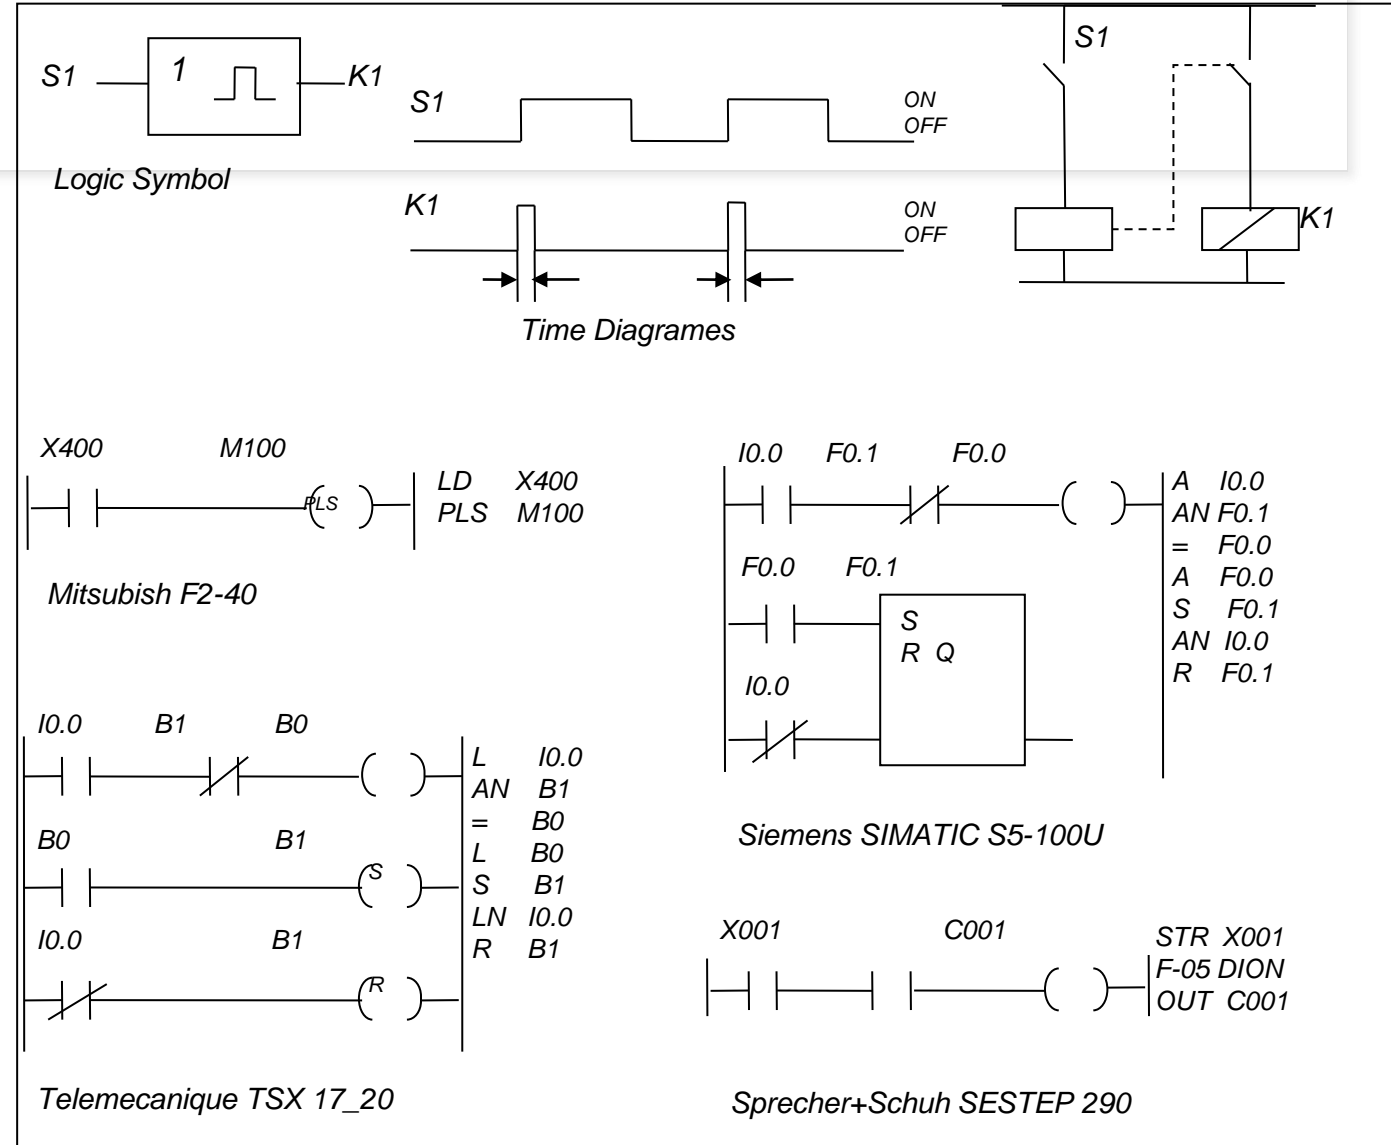 S1
1
K1
Logic Symbol
S1
ON
OFF
K1
ON
OFF
Time Diagrames
S1
K1
X400 M100
PLS
LD X400
PLS M100
Mitsubish F2-40
I0.0 F0.1 F0.0
F0.0 F0.1
S
R Q
I0.0
A I0.0
AN F0.1
= F0.0
A F0.0
S F0.1
AN I0.0
R F0.1
Siemens SIMATIC S5-100U
I0.0 B1 B0
B0 B1
S
I0.0 B1
R
L I0.0
AN B1
= B0
L B0
S B1
LN I0.0
R B1
Telemecanique TSX 17_20
X001 C001
STR X001
F-05 DION
OUT C001
Sprecher+Schuh SESTEP 290